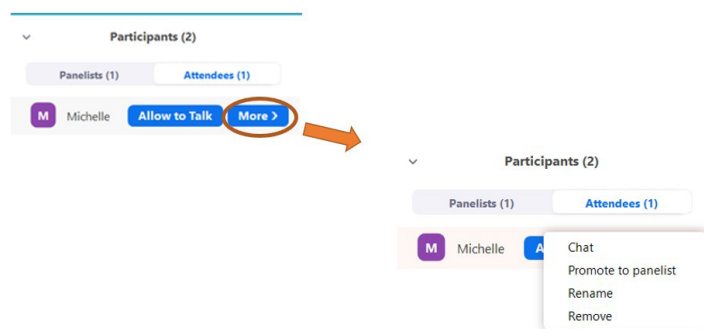 Participants (2)
Panelists (1) Attendees (1)
M Michelle Allow to Talk More >
Participants (2)
Panelists (1) Attendees (1)
M Michelle A
Chat
Promote to panelist
Rename
Remove